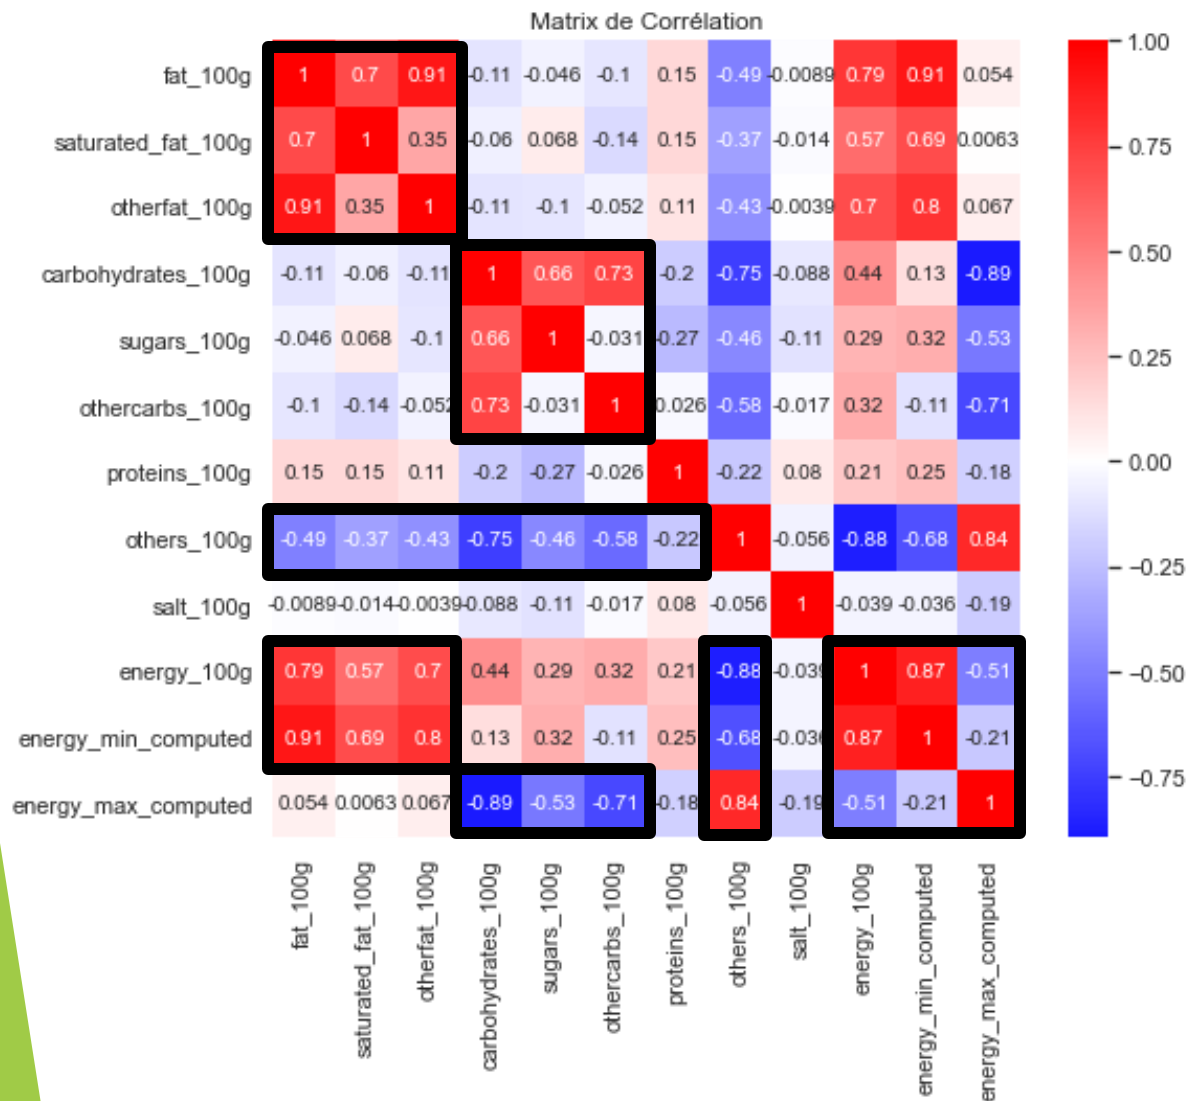 Matrix de Corrélation
fat_100g 1 0.7 0.91 -0.11 -0.046 -0.1 0.15 -0.49 -0.0089 0.79 0.91 0.054
saturated_fat_100g 0.7 1 0.35 -0.06 0.068 -0.14 0.15 -0.37 -0.014 0.57 0.69 0.0063
otherfat_100g 0.91 0.35 1 -0.11 -0.1 -0.052 0.11 -0.43 -0.0039 0.7 0.8 0.067
carbohydrates_100g -0.11 -0.06 -0.11 1 0.66 0.73 -0.2 -0.75 -0.088 0.44 0.13 -0.89
sugars_100g -0.046 0.068 -0.1 0.66 1 -0.031 -0.27 -0.46 -0.11 0.29 0.32 -0.53
othercarbs_100g -0.1 -0.14 -0.052 0.73 -0.031 1 0.026 -0.58 -0.017 0.32 -0.11 -0.71
proteins_100g 0.15 0.15 0.11 -0.2 -0.27 -0.026 1 -0.22 0.08 0.21 0.25 -0.18
others_100g -0.49 -0.37 -0.43 -0.75 -0.46 -0.58 -0.22 1 -0.056 -0.88 -0.68 0.84
salt_100g -0.0089 -0.014 -0.0039 -0.088 -0.11 -0.017 0.08 -0.056 1 -0.039 -0.036 -0.19
energy_100g 0.79 0.57 0.7 0.44 0.29 0.32 0.21 -0.88 -0.039 1 0.87 -0.51
energy_min_computed 0.91 0.69 0.8 0.13 0.32 -0.11 0.25 -0.68 -0.036 0.87 1 -0.21
energy_max_computed 0.054 0.0063 0.067 -0.89 -0.53 -0.71 -0.18 0.84 -0.19 -0.51 -0.21 1
fat_100g
saturated_fat_100g
otherfat_100g
carbohydrates_100g
sugars_100g
othercarbs_100g
proteins_100g
others_100g
salt_100g
energy_100g
energy_min_computed
energy_max_computed
1.00
0.75
0.50
0.25
0.00
−0.25
−0.50
−0.75